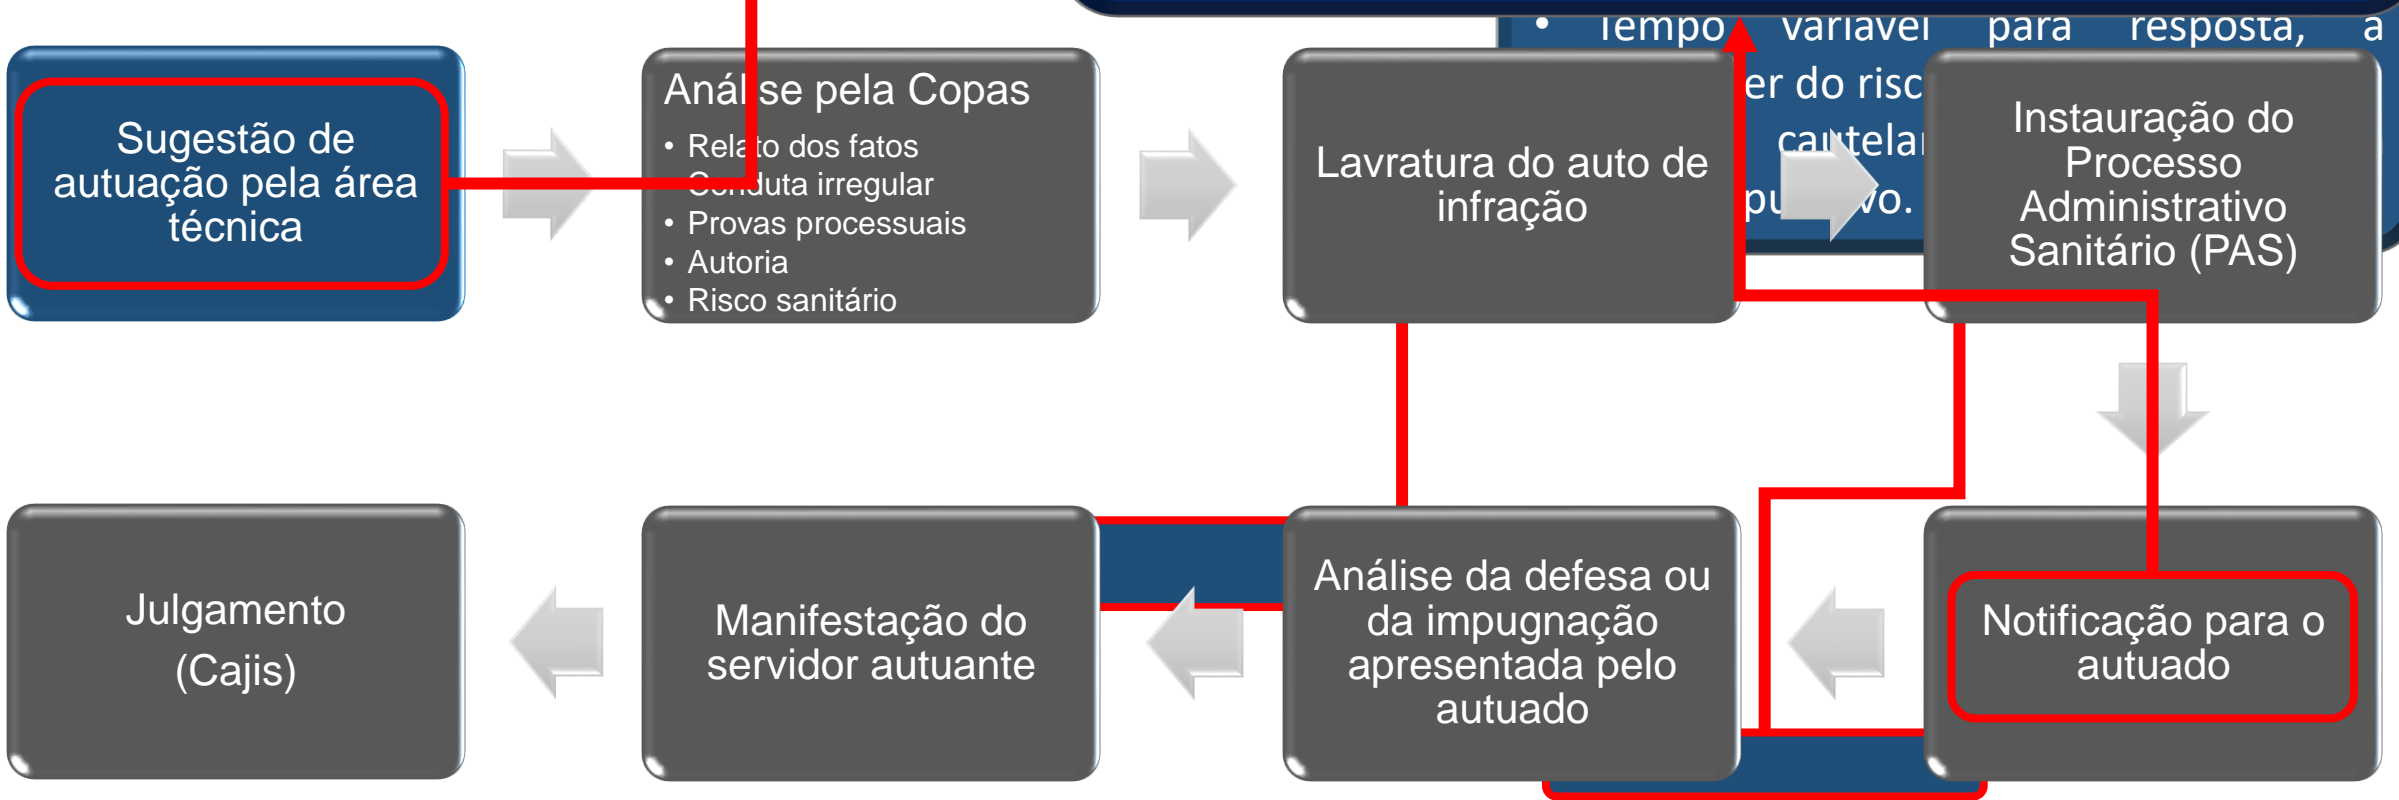 • Tempo variável para resposta, a
er do risc
cautelar
pu vo.
Sugestão de
autuação pela área
técnica
Análise pela Copas
• Relato dos fatos
Conduta irregular
• Provas processuais
• Autoria
• Risco sanitário
Lavratura do auto de
infração
Instauração do
Processo
Administrativo
Sanitário (PAS)
Notificação para o
autuado
Análise da defesa ou
da impugnação
apresentada pelo
autuado
Manifestação do
servidor autuante
Julgamento
(Cajis)